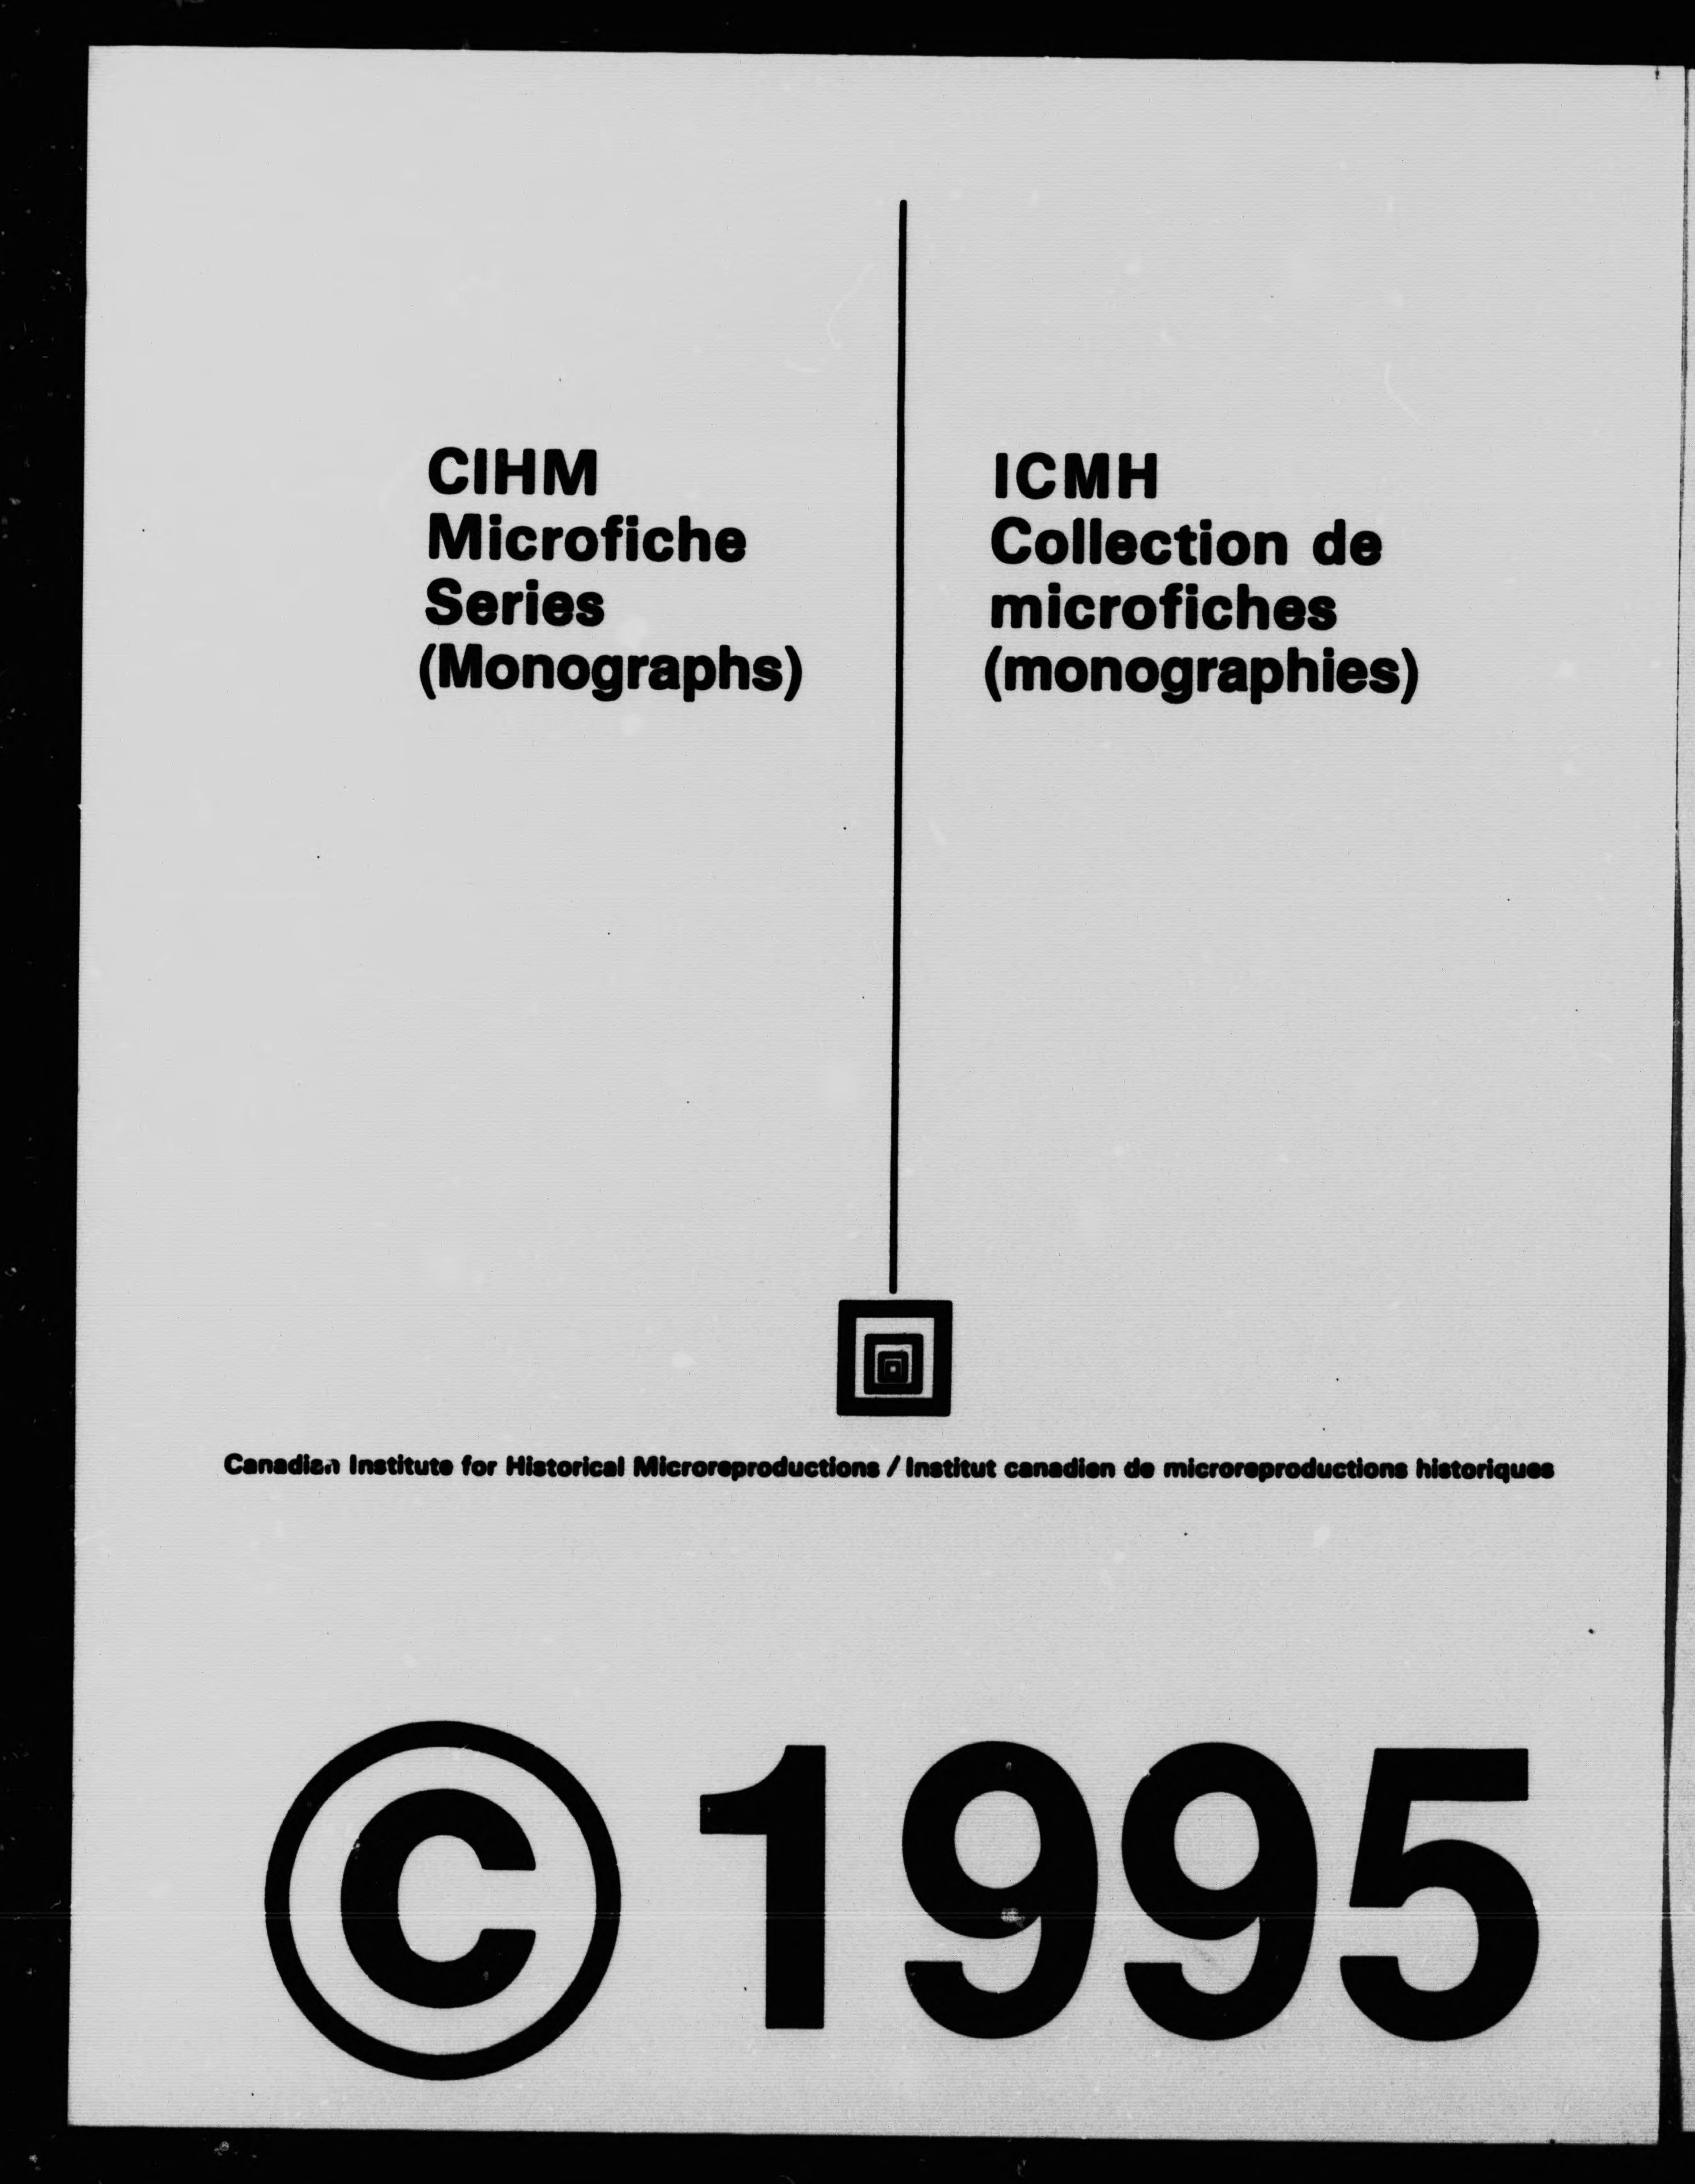 CIHM
Microfiche
Series
(Monographs)
ICMH
Collection de
microfiches
(monographies)
Canadian Institute for Historical Microreproductions / Institut canadien de microreproductions historiques
© 1995